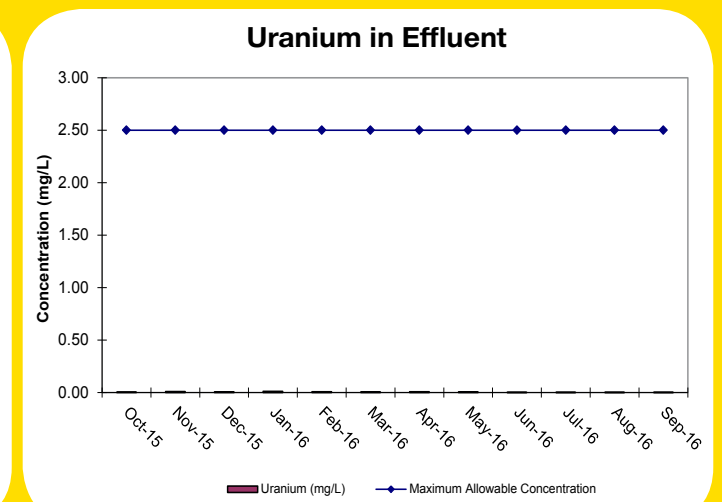 Uranium in Effluent
Concentration (mg/L)
3.00
2.50
2.00
1.50
1.00
0.50
0.00
Oct-15 Nov-15 Dec-15 Jan-16 Feb-16 Mar-16 Apr-16 May-16 Jun-16 Jul-16 Aug-16 Sep-16
Uranium (mg/L) Maximum Allowable Concentration